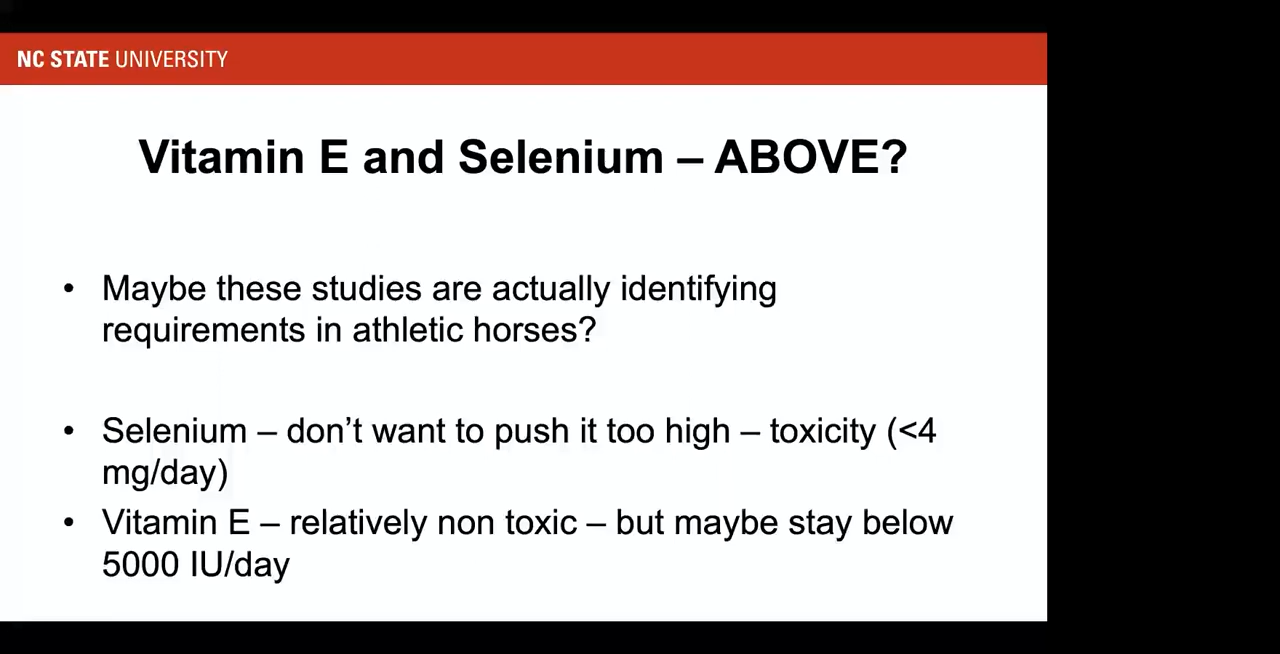 NC STATE UNIVERSITY
Vitamin E and Selenium – ABOVE?
• Maybe these studies are actually identifying
requirements in athletic horses?
• Selenium – don’t want to push it too high – toxicity (<4
mg/day)
• Vitamin E – relatively non toxic – but maybe stay below
5000 IU/day